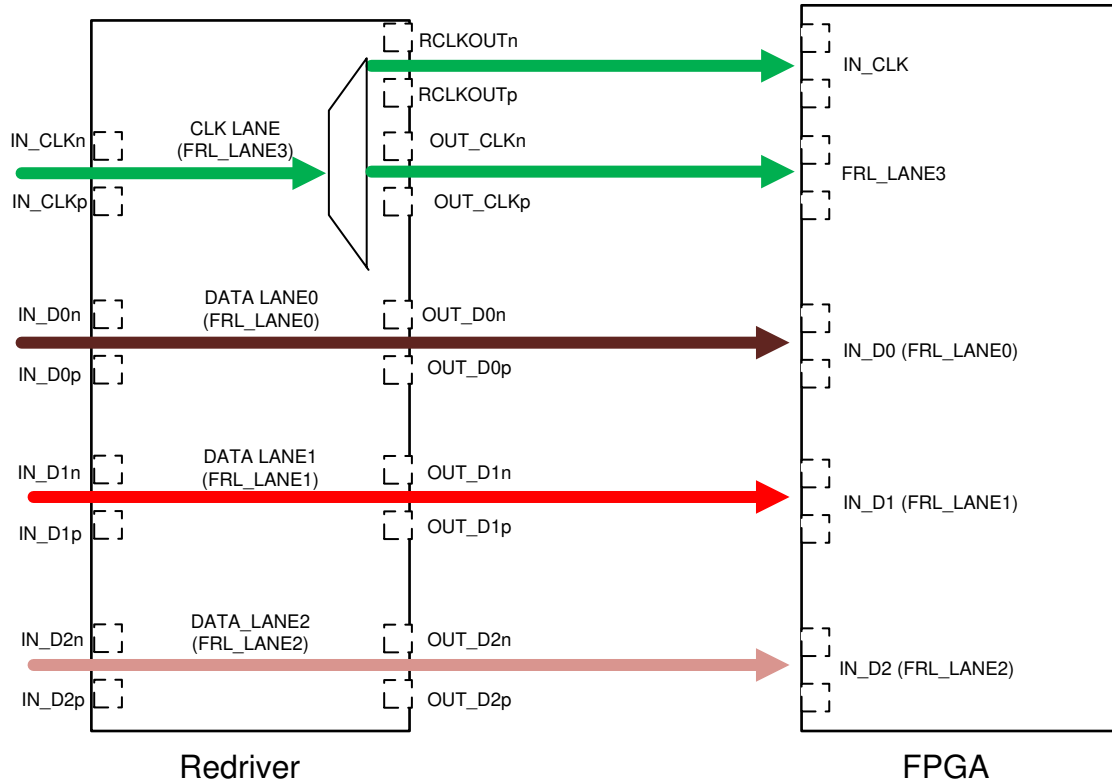 RCLKOUTn
IN_CLK
RCLKOUTp
IN_CLKn
CLK LANE
(FRL_LANE3)
OUT_CLKn
FRL_LANE3
IN_CLKp
OUT_CLKp
DATA LANE0
(FRL_LANE0)
IN_D0n
OUT_D0n
IN_D0 (FRL_LANE0)
IN_D0p
OUT_D0p
DATA LANE1
(FRL_LANE1)
IN_D1n
OUT_D1n
IN_D1 (FRL_LANE1)
IN_D1p
OUT_D1p
DATA_LANE2
(FRL_LANE2)
IN_D2n
OUT_D2n
IN_D2 (FRL_LANE2)
IN_D2p
OUT_D2p
Redriver
FPGA